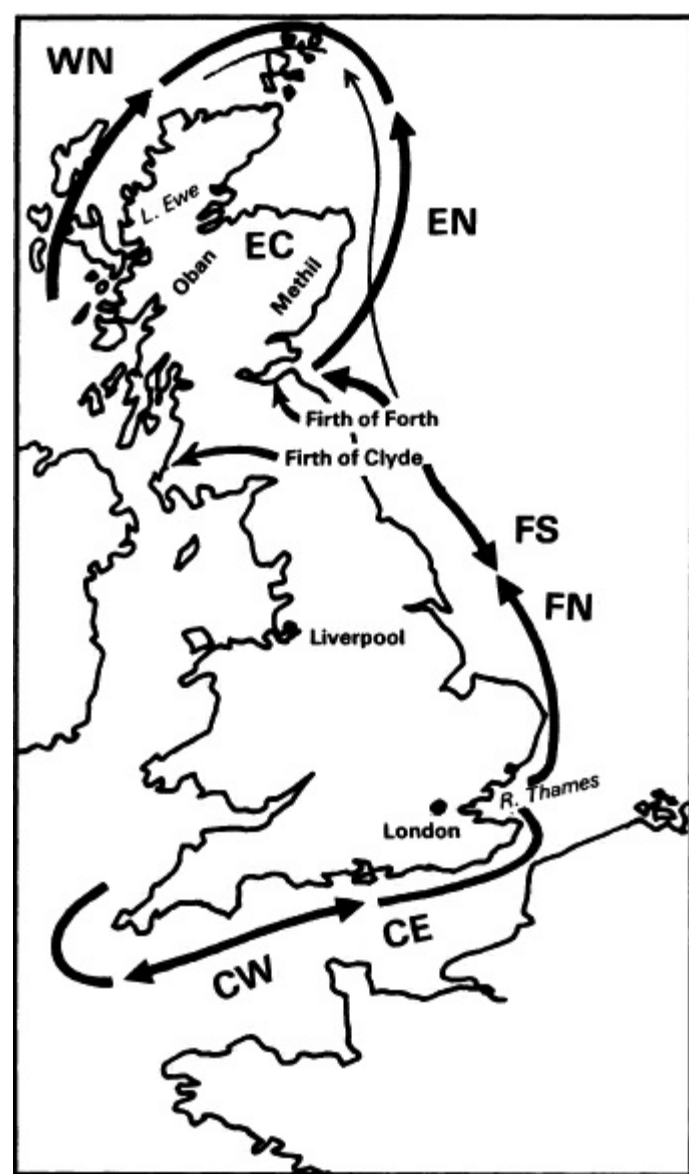 WN
L. Ewe
EC
EN
Oban
Methil
Firth of Forth
Firth of Clyde
FS
FN
Liverpool
R. Thames
London
CE
CW